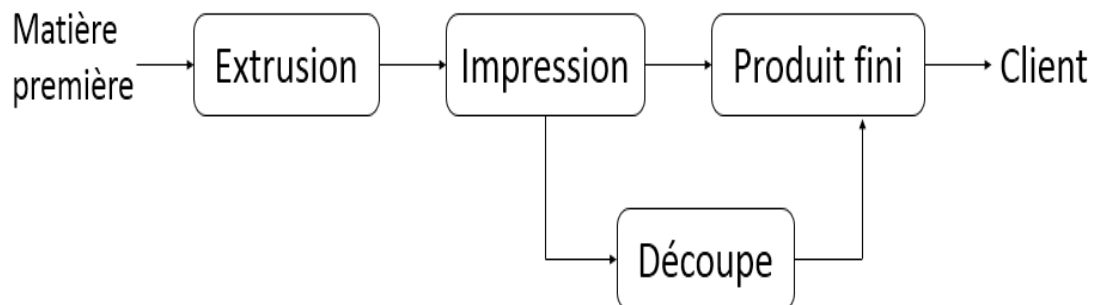 Matière
première
Extrusion
Impression
Produit fini
Client
Découpe